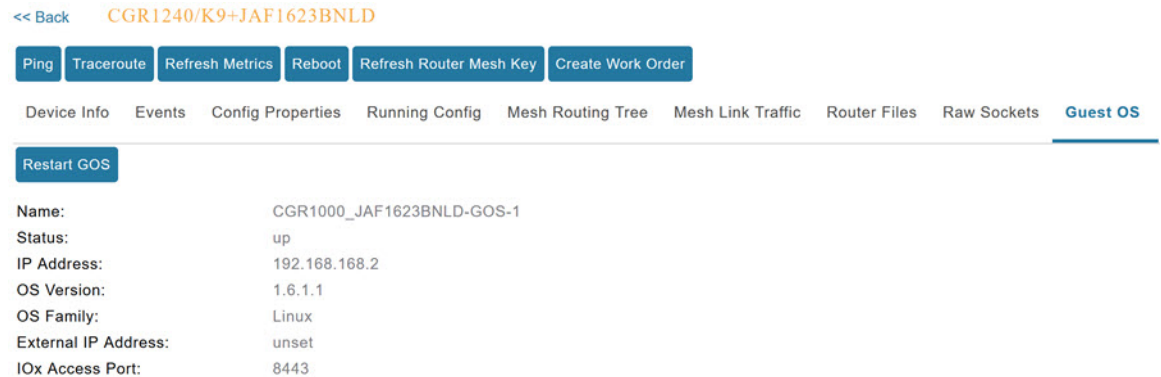 << Back CGR1240/K9+JAF1623BNLD
Ping Traceroute Refresh Metrics Reboot Refresh Router Mesh Key Create Work Order
Device Info Events Config Properties Running Config Mesh Routing Tree Mesh Link Traffic Router Files Raw Sockets Guest OS
Restart GOS
Name: CGR1000_JAF1623BNLD-GOS-1
Status: up
IP Address: 192.168.168.2
OS Version: 1.6.1.1
OS Family: Linux
External IP Address: unset
IOx Access Port: 8443